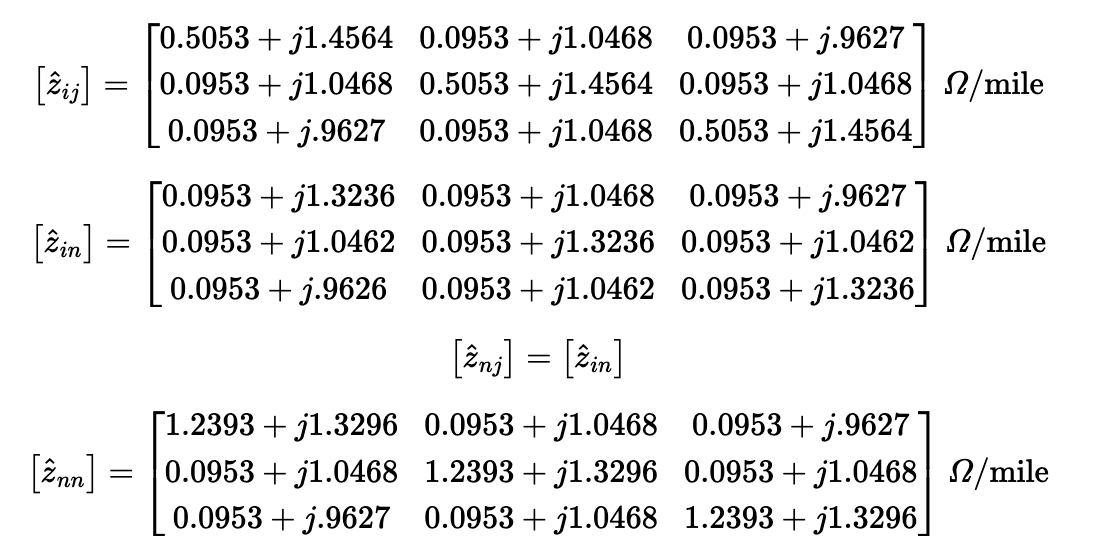 [ẑij] = [0.5053 + j1.4564 0.0953 + j1.0468 0.0953 + j.9627
0.0953 + j1.0468 0.5053 + j1.4564 0.0953 + j1.0468
0.0953 + j.9627 0.0953 + j1.0468 0.5053 + j1.4564] Ω/mile
[ẑin] = [0.0953 + j1.3236 0.0953 + j1.0468 0.0953 + j.9627
0.0953 + j1.0462 0.0953 + j1.3236 0.0953 + j1.0462
0.0953 + j.9626 0.0953 + j1.0462 0.0953 + j1.3236] Ω/mile
[ẑnj] = [ẑin]
[ẑnn] = [1.2393 + j1.3296 0.0953 + j1.0468 0.0953 + j.9627
0.0953 + j1.0468 1.2393 + j1.3296 0.0953 + j1.0468
0.0953 + j.9627 0.0953 + j1.0468 1.2393 + j1.3296] Ω/mile